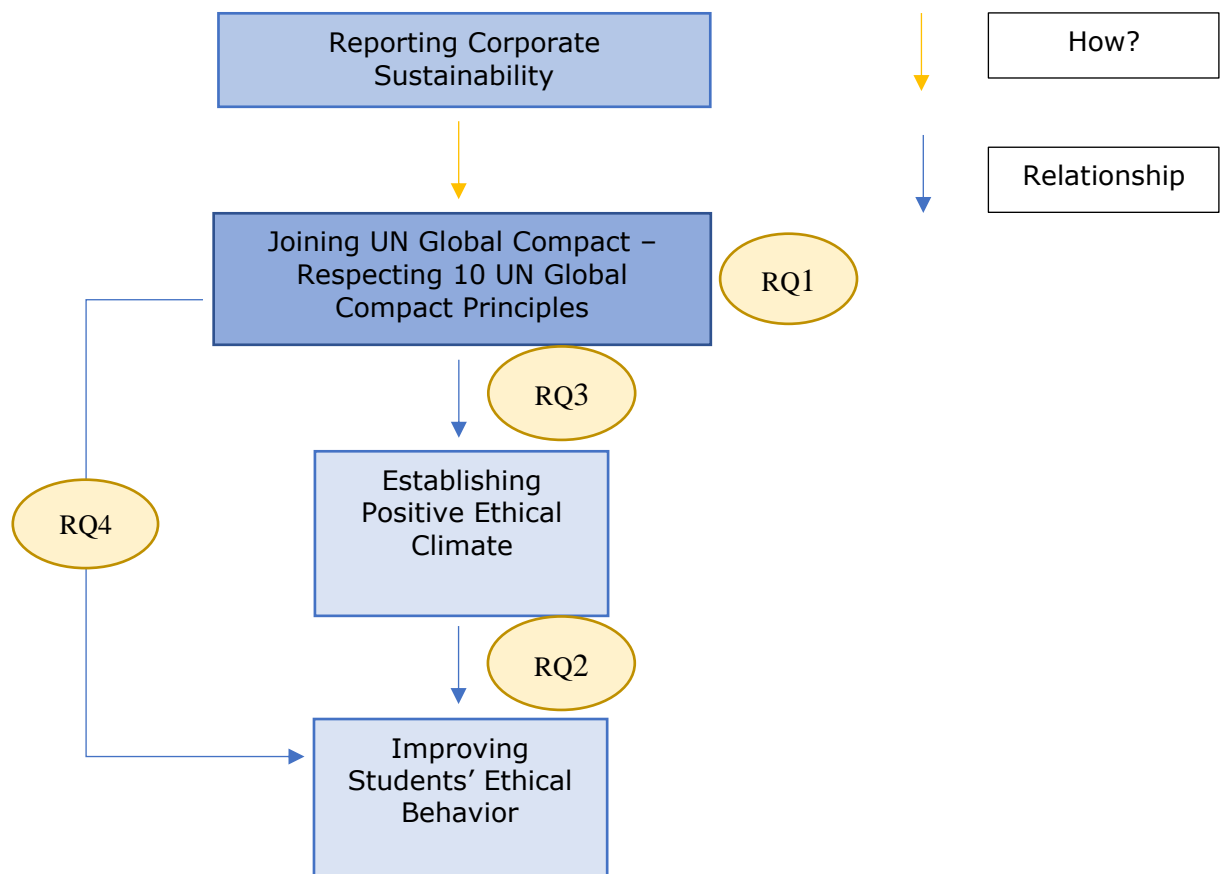 Reporting Corporate
Sustainability
How?
Relationship
Joining UN Global Compact –
Respecting 10 UN Global
Compact Principles
RQ1
RQ3
Establishing
Positive Ethical
Climate
RQ4
RQ2
Improving
Students’ Ethical
Behavior